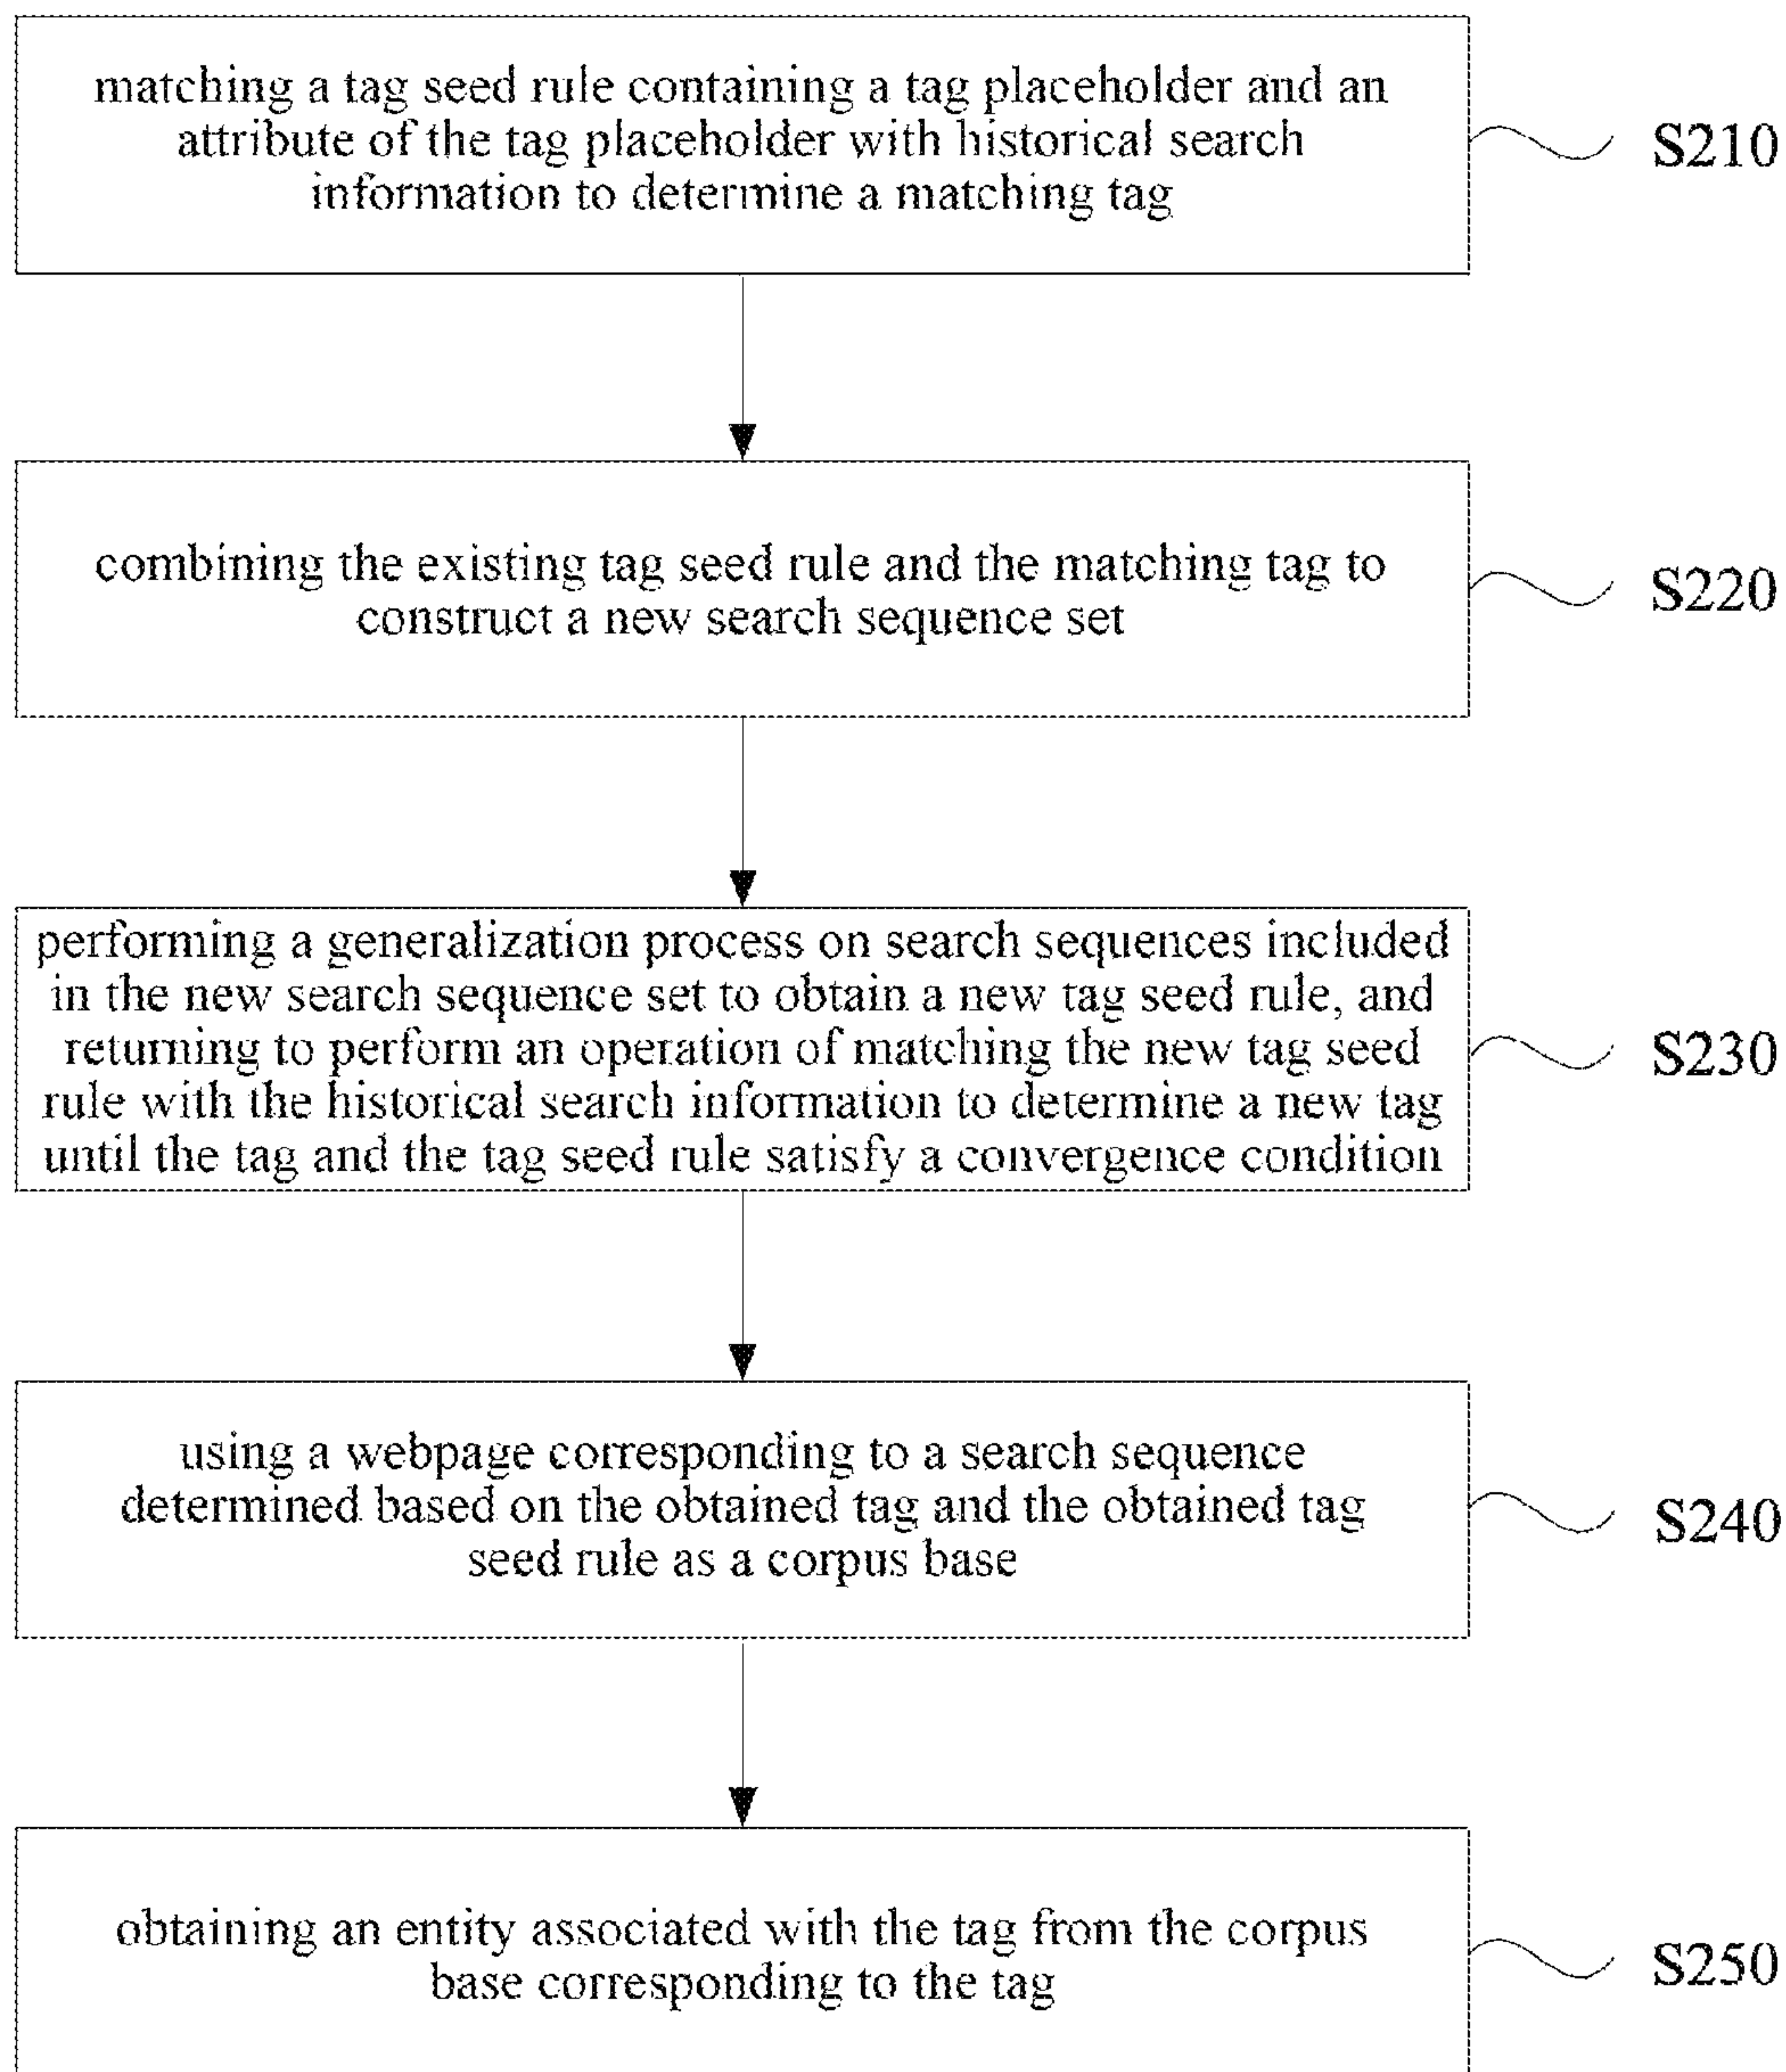 matching a tag seed rule containing a tag placeholder and an
attribute of the tag placeholder with historical search
information to determine a matching tag
S210
combining the existing tag seed rule and the matching tag to
construct a new search sequence set
S220
performing a generalization process on search sequences included
in the new search sequence set to obtain a new tag seed rule, and
returning to perform an operation of matching the new tag seed
rule with the historical search information to determine a new tag
until the tag and the tag seed rule satisfy a convergence condition
S230
using a webpage corresponding to a search sequence
determined based on the obtained tag and the obtained tag
seed rule as a corpus base
S240
obtaining an entity associated with the tag from the corpus
base corresponding to the tag
S250